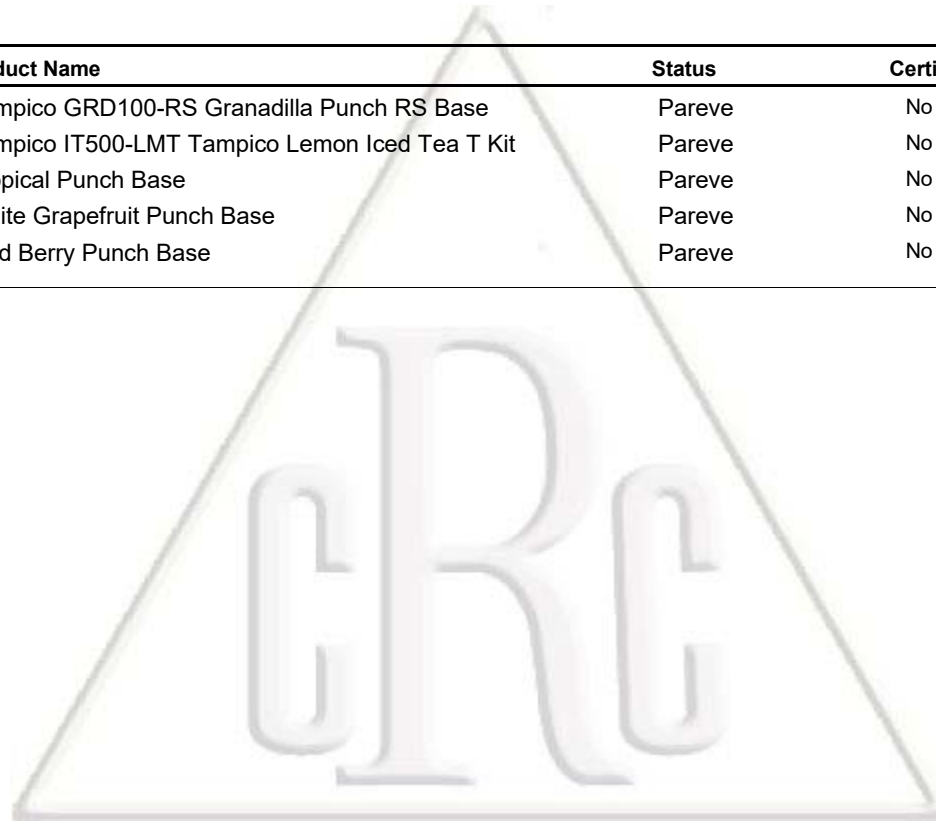 duct Name Status Certi
mpico GRD100-RS Granadilla Punch RS Base Pareve No
mpico IT500-LMT Tampico Lemon Iced Tea T Kit Pareve No
opical Punch Base Pareve No
ite Grapefruit Punch Base Pareve No
d Berry Punch Base Pareve No
cRc